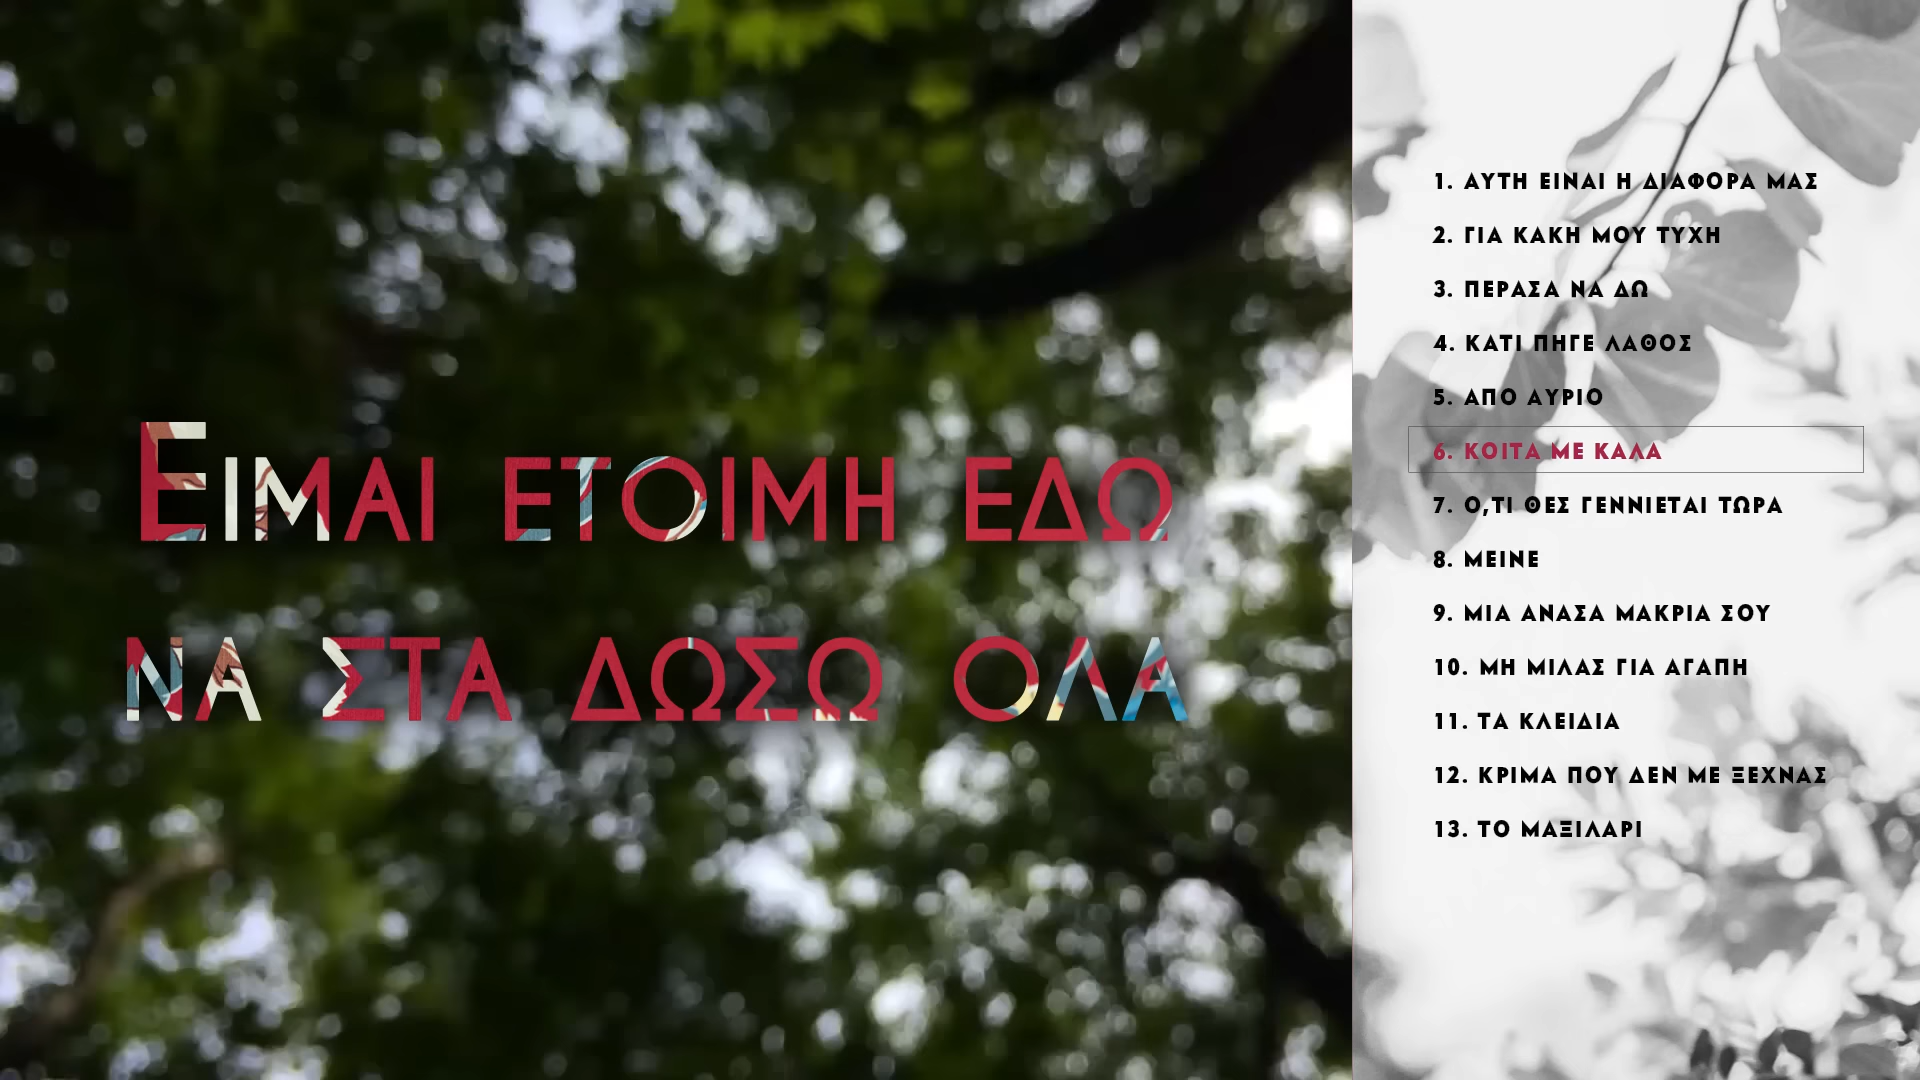 Ειμαι ετοιμη εδω
να στα δωσω ολα
1. ΑΥΤΗ ΕΙΝΑΙ Η ΔΙΑΦΟΡΑ ΜΑΣ
2. ΓΙΑ ΚΑΚΗ ΜΟΥ ΤΥΧΗ
3. ΠΕΡΑΣΑ ΝΑ ΔΩ
4. ΚΑΤΙ ΠΗΓΕ ΛΑΘΟΣ
5. ΑΠΟ ΑΥΡΙΟ
6. ΚΟΙΤΑ ΜΕ ΚΑΛΑ
7. Ο,ΤΙ ΘΕΣ ΓΕΝΝΙΕΤΑΙ ΤΩΡΑ
8. ΜΕΙΝΕ
9. ΜΙΑ ΑΝΑΣΑ ΜΑΚΡΙΑ ΣΟΥ
10. ΜΗ ΜΙΛΑΣ ΓΙΑ ΑΓΑΠΗ
11. ΤΑ ΚΛΕΙΔΙΑ
12. ΚΡΙΜΑ ΠΟΥ ΔΕΝ ΜΕ ΞΕΧΝΑΣ
13. ΤΟ ΜΑΞΙΛΑΡΙ